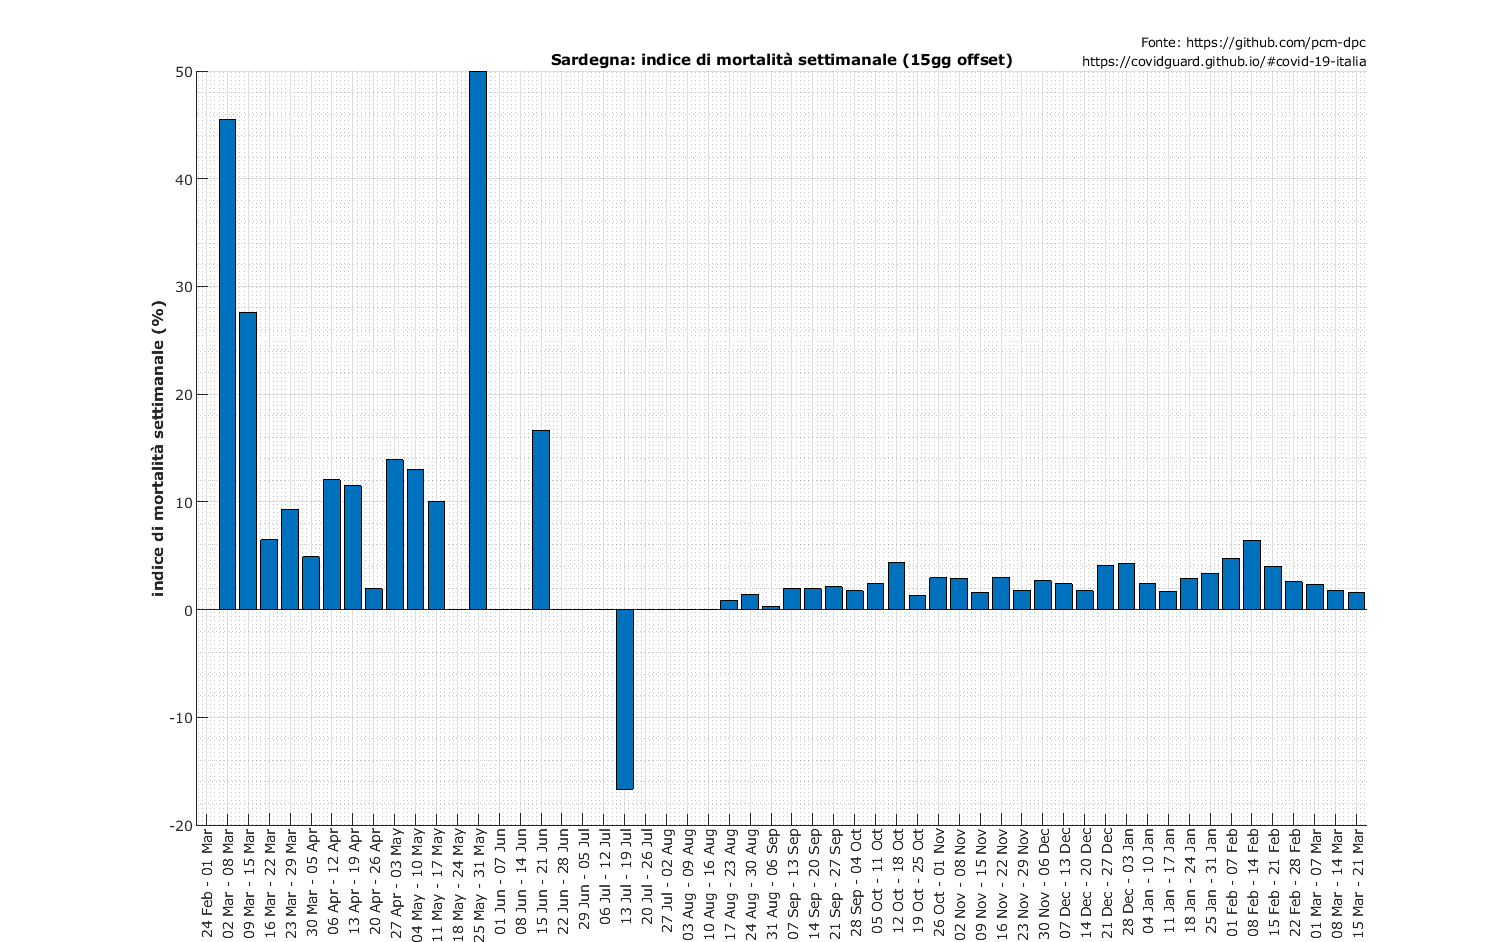 Fonte: https://github.com/pcm-dpc
Sardegna: indice di mortalità settimanale (15gg offset)
https://covidguard.github.io/#covid-19-italia
indice di mortalità settimanale (%)
50
40
30
20
10
0
-10
-20
24 Feb - 01 Mar
02 Mar - 08 Mar
09 Mar - 15 Mar
16 Mar - 22 Mar
23 Mar - 29 Mar
30 Mar - 05 Apr
06 Apr - 12 Apr
13 Apr - 19 Apr
20 Apr - 26 Apr
27 Apr - 03 May
04 May - 10 May
11 May - 17 May
18 May - 24 May
25 May - 31 May
01 Jun - 07 Jun
08 Jun - 14 Jun
15 Jun - 21 Jun
22 Jun - 28 Jun
29 Jun - 05 Jul
06 Jul - 12 Jul
13 Jul - 19 Jul
20 Jul - 26 Jul
27 Jul - 02 Aug
03 Aug - 09 Aug
10 Aug - 16 Aug
17 Aug - 23 Aug
24 Aug - 30 Aug
31 Aug - 06 Sep
07 Sep - 13 Sep
14 Sep - 20 Sep
21 Sep - 27 Sep
28 Sep - 04 Oct
05 Oct - 11 Oct
12 Oct - 18 Oct
19 Oct - 25 Oct
26 Oct - 01 Nov
02 Nov - 08 Nov
09 Nov - 15 Nov
16 Nov - 22 Nov
23 Nov - 29 Nov
30 Nov - 06 Dec
07 Dec - 13 Dec
14 Dec - 20 Dec
21 Dec - 27 Dec
28 Dec - 03 Jan
04 Jan - 10 Jan
11 Jan - 17 Jan
18 Jan - 24 Jan
25 Jan - 31 Jan
01 Feb - 07 Feb
08 Feb - 14 Feb
15 Feb - 21 Feb
22 Feb - 28 Feb
01 Mar - 07 Mar
08 Mar - 14 Mar
15 Mar - 21 Mar